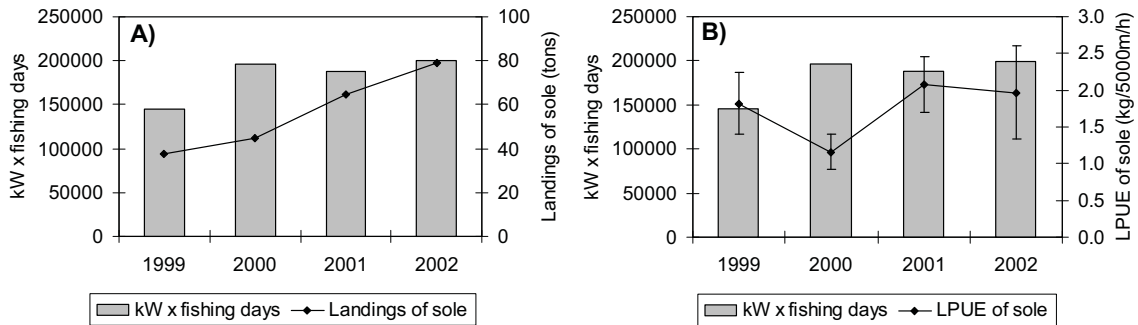 A)
kW x fishing days
250000
200000
150000
100000
50000
0
100
80
60
40
20
0
Landings of sole (tons)
1999 2000 2001 2002
kW x fishing days Landings of sole
B)
kW x fishing days
250000
200000
150000
100000
50000
0
3.0
2.5
2.0
1.5
1.0
0.5
0.0
LPUE of sole (kg/5000m/h)
1999 2000 2001 2002
kW x fishing days LPUE of sole